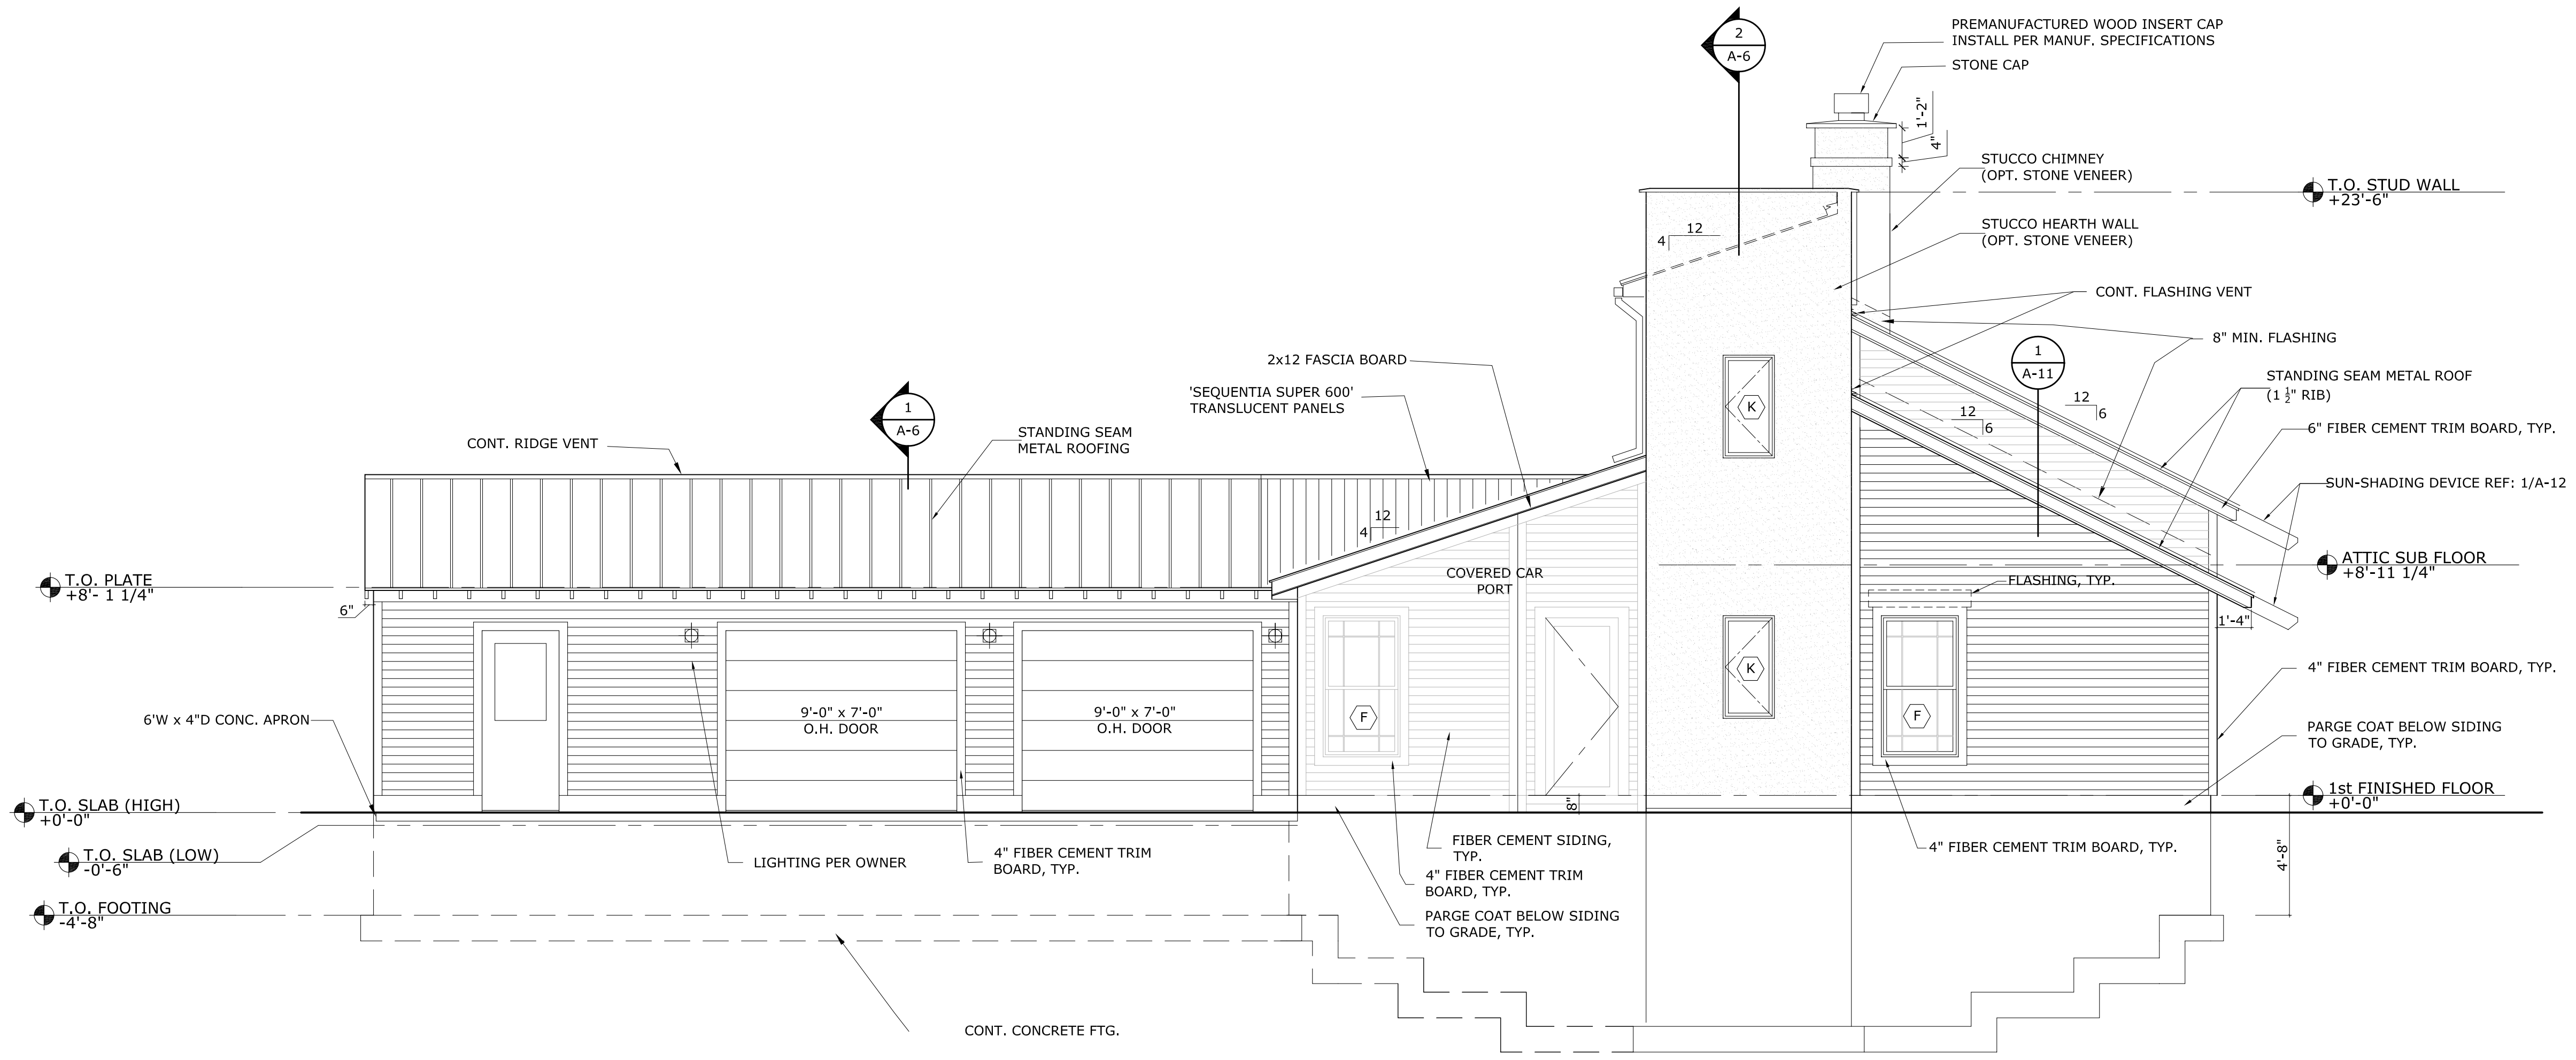 2
A-6
PREMANUFACTURED WOOD INSERT CAP
INSTALL PER MANUF. SPECIFICATIONS
STONE CAP
1'-2"
4"
STUCCO CHIMNEY
(OPT. STONE VENEER)
T.O. STUD WALL
+23'-6"
STUCCO HEARTH WALL
(OPT. STONE VENEER)
12
4
CONT. FLASHING VENT
8" MIN. FLASHING
1
A-11
2x12 FASCIA BOARD
'SEQUENTIA SUPER 600'
TRANSLUCENT PANELS
STANDING SEAM METAL ROOF
(1 1/2" RIB)
12
6
12
6
K
1
A-6
CONT. RIDGE VENT
STANDING SEAM
METAL ROOFING
6" FIBER CEMENT TRIM BOARD, TYP.
SUN-SHADING DEVICE REF: 1/A-12
12
4
ATTIC SUB FLOOR
+8'-11 1/4"
T.O. PLATE
+8'- 1 1/4"
COVERED CAR
PORT
FLASHING, TYP.
6"
1'-4"
4" FIBER CEMENT TRIM BOARD, TYP.
K
F
F
9'-0" x 7'-0"
O.H. DOOR
9'-0" x 7'-0"
O.H. DOOR
6'W x 4"D CONC. APRON
PARGE COAT BELOW SIDING
TO GRADE, TYP.
1st FINISHED FLOOR
+0'-0"
T.O. SLAB (HIGH)
+0'-0"
8"
T.O. SLAB (LOW)
-0'-6"
LIGHTING PER OWNER
4" FIBER CEMENT TRIM
BOARD, TYP.
FIBER CEMENT SIDING,
TYP.
4" FIBER CEMENT TRIM BOARD, TYP.
4'-8"
4" FIBER CEMENT TRIM
BOARD, TYP.
T.O. FOOTING
-4'-8"
PARGE COAT BELOW SIDING
TO GRADE, TYP.
CONT. CONCRETE FTG.